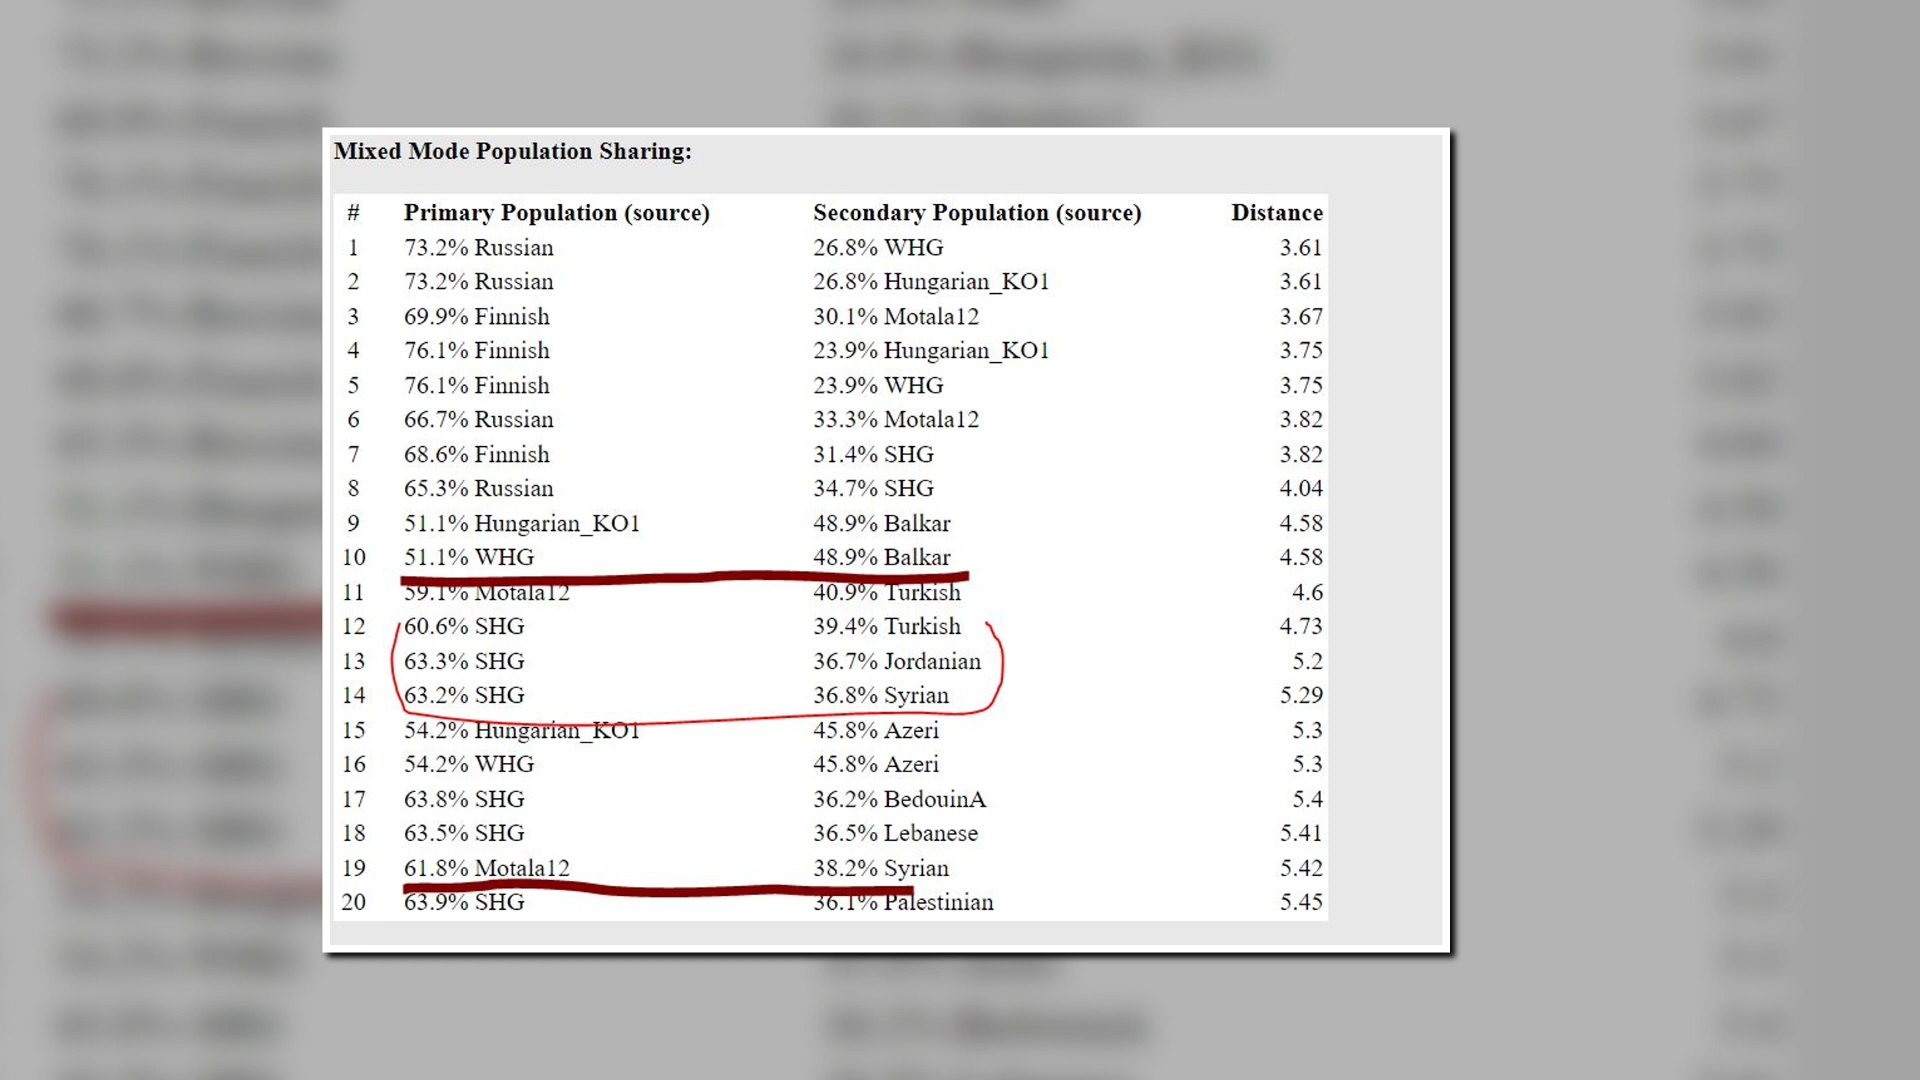 Mixed Mode Population Sharing:
# Primary Population (source) Secondary Population (source) Distance
1 73.2% Russian 26.8% WHG 3.61
2 73.2% Russian 26.8% Hungarian_KO1 3.61
3 69.9% Finnish 30.1% Motala12 3.67
4 76.1% Finnish 23.9% Hungarian_KO1 3.75
5 76.1% Finnish 23.9% WHG 3.75
6 66.7% Russian 33.3% Motala12 3.82
7 68.6% Finnish 31.4% SHG 3.82
8 65.3% Russian 34.7% SHG 4.04
9 51.1% Hungarian_KO1 48.9% Balkar 4.58
10 51.1% WHG 48.9% Balkar 4.58
11 59.1% Motala12 40.9% Turkish 4.6
12 60.6% SHG 39.4% Turkish 4.73
13 63.3% SHG 36.7% Jordanian 5.2
14 63.2% SHG 36.8% Syrian 5.29
15 54.2% Hungarian_KO1 45.8% Azeri 5.3
16 54.2% WHG 45.8% Azeri 5.3
17 63.8% SHG 36.2% BedouinA 5.4
18 63.5% SHG 36.5% Lebanese 5.41
19 61.8% Motala12 38.2% Syrian 5.42
20 63.9% SHG 36.1% Palestinian 5.45